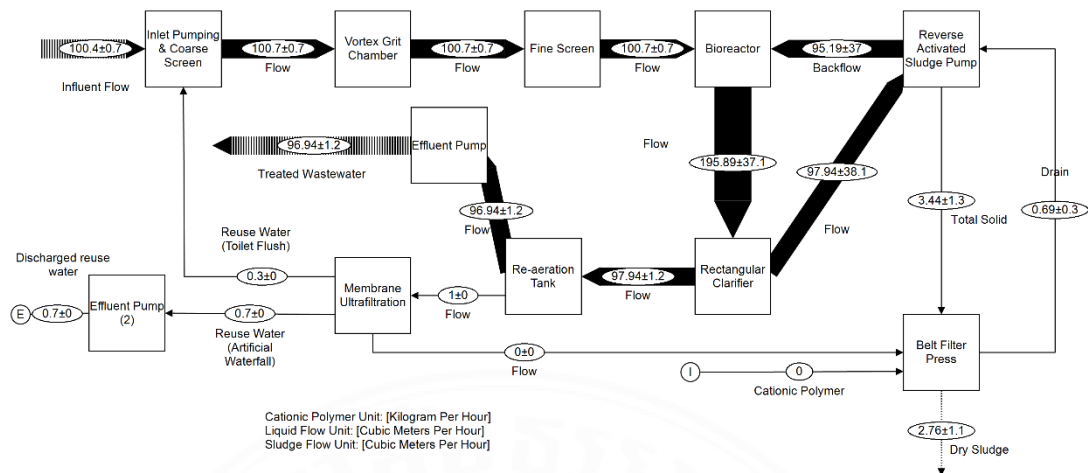 100.4±0.7
Influent Flow
Inlet Pumping
& Coarse
Screen
100.7±0.7
Flow
Vortex Grit
Chamber
100.7±0.7
Flow
Fine Screen
100.7±0.7
Flow
Bioreactor
95.19±37
Backflow
Reverse
Activated
Sludge Pump
96.94±1.2
Treated Wastewater
Effluent Pump
96.94±1.2
Flow
Flow
195.89±37.1
97.94±38.1
Flow
3.44±1.3
Total Solid
Drain
0.69±0.3
Reuse Water
(Toilet Flush)
0.3±0
Discharged reuse
water
E
0.7±0
Effluent Pump
(2)
0.7±0
Reuse Water
(Artificial
Waterfall)
Membrane
Ultrafiltration
1±0
Flow
Re-aeration
Tank
97.94±1.2
Flow
Rectangular
Clarifier
0±0
Flow
I
0
Cationic Polymer
Belt Filter
Press
2.76±1.1
Dry Sludge
Cationic Polymer Unit: [Kilogram Per Hour]
Liquid Flow Unit: [Cubic Meters Per Hour]
Sludge Flow Unit: [Cubic Meters Per Hour]